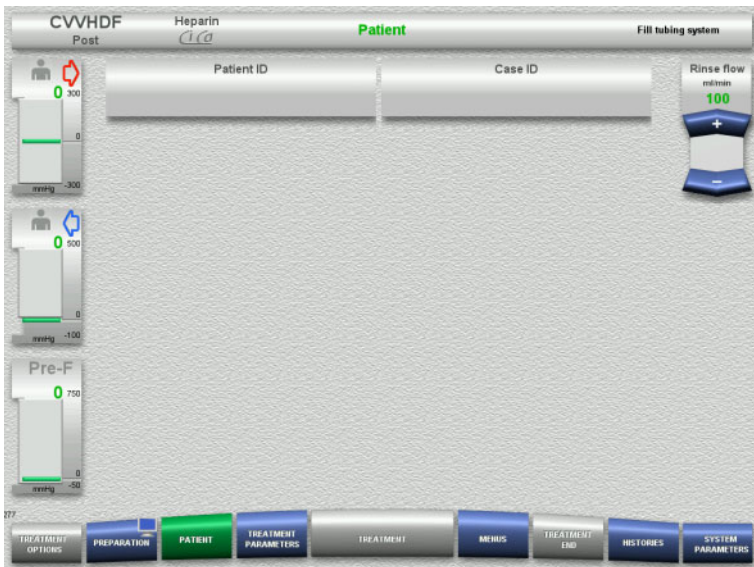 CVVHDF
Post
Heparin
CiCa
Patient
Fill tubing system
0
300
0
mmHg
-300
Patient ID
Case ID
Rinse flow
ml/min
100
+
−
0
500
0
mmHg
-100
Pre-F
0
750
0
mmHg
-50
277
TREATMENT
OPTIONS
PREPARATION
PATIENT
TREATMENT
PARAMETERS
TREATMENT
MENUS
TREATMENT
END
HISTORIES
SYSTEM
PARAMETERS